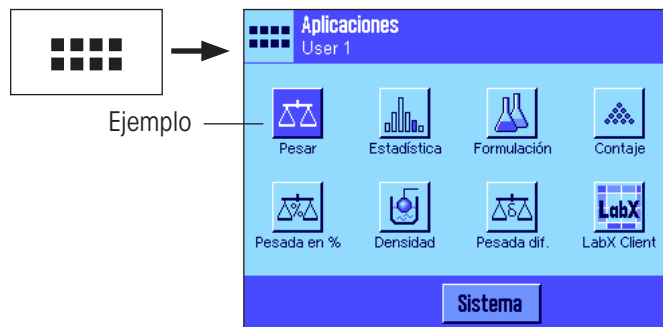 Aplicaciones
User 1
Ejemplo
Pesar
Estadística
Formulación
Contaje
LabX
Pesada en %
Densidad
Pesada dif.
LabX Client
Sistema